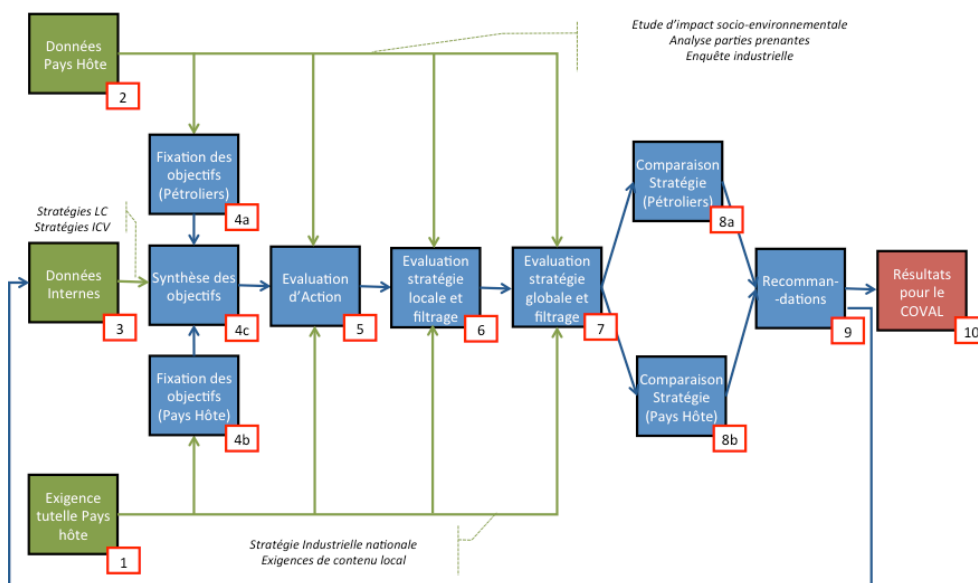 Etude d'impact socio-environnementale
Analyse parties prenantes
Enquête industrielle
Données
Pays Hôte
2
Fixation des
objectifs
(Pétroliers)
4a
Comparaison
Stratégie
(Pétroliers)
8a
Stratégies LC
Stratégies ICV
Données
Internes
3
Synthèse des
objectifs
4c
Evaluation
d'Action
5
Evaluation
stratégie
locale et
filtrage
6
Evaluation
stratégie
globale et
filtrage
7
Recomman-
-dations
9
Résultats
pour le
COVAL
10
Fixation des
objectifs
(Pays Hôte)
4b
Comparaison
Stratégie
(Pays Hôte)
8b
Exigence
tutelle Pays
hôte
1
Stratégie Industrielle nationale
Exigences de contenu local